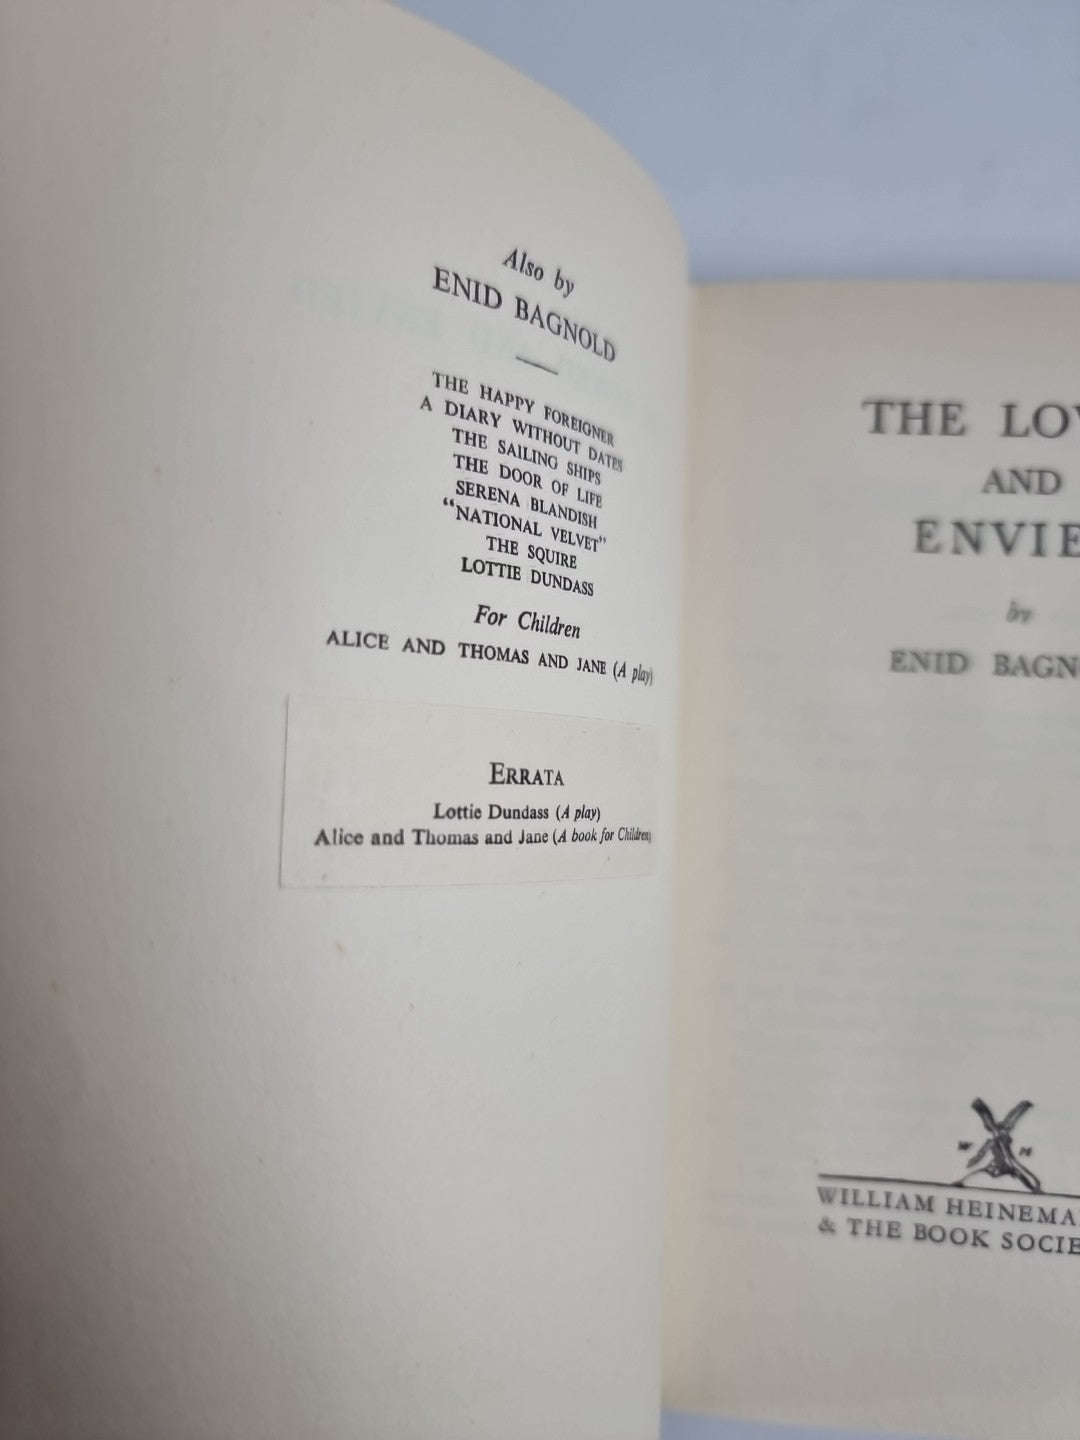 Also by
ENID BAGNOLD
THE HAPPY FOREIGNER
A DIARY WITHOUT DATES
THE SAILING SHIPS
THE DOOR OF LIFE
SERENA BLANDISH
“NATIONAL VELVET”
THE SQUIRE
LOTTIE DUNDASS
For Children
ALICE AND THOMAS AND JANE (A play)
ERRATA
Lottie Dundass (A play)
Alice and Thomas and Jane (A book for Children)
THE LOV
AND
ENVIE
by
ENID BAGN
W H
WILLIAM HEINEMA
& THE BOOK SOCIE